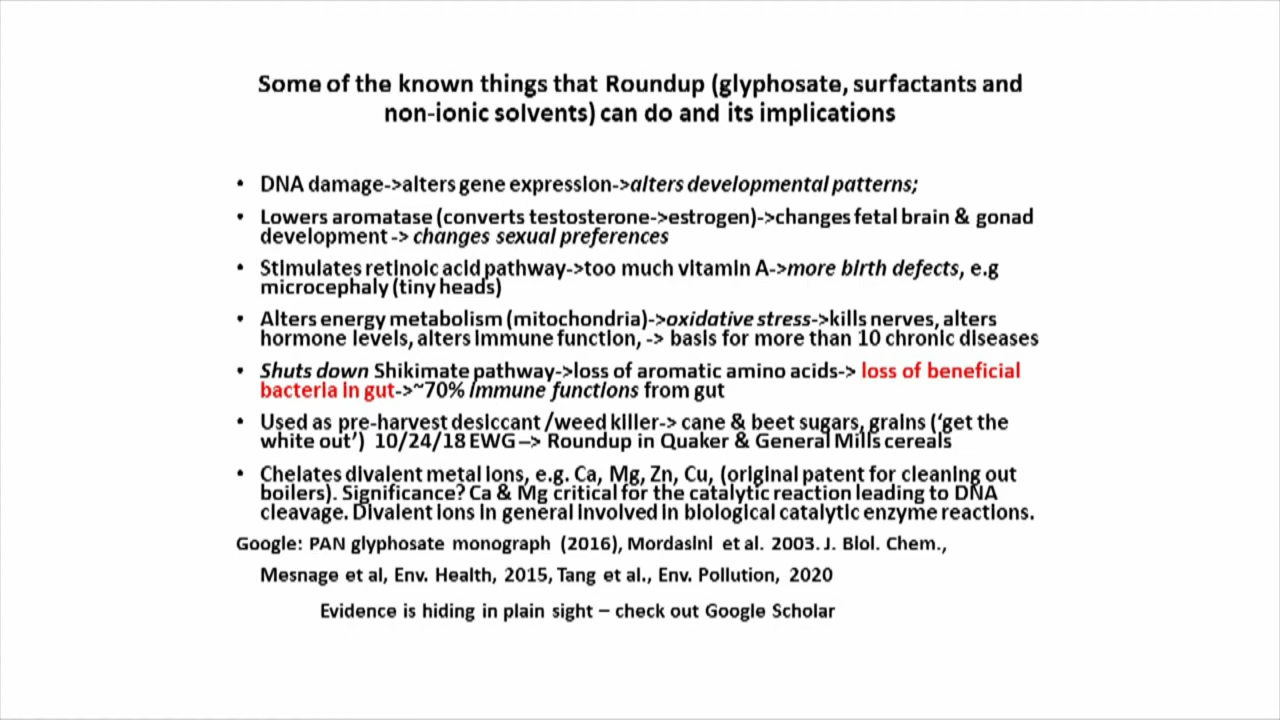 Some of the known things that Roundup (glyphosate, surfactants and
non-ionic solvents) can do and its implications
• DNA damage->alters gene expression->alters developmental patterns;
• Lowers aromatase (converts testosterone->estrogen)->changes fetal brain & gonad
development -> changes sexual preferences
• Stimulates retinoic acid pathway->too much vitamin A->more birth defects, e.g
microcephaly (tiny heads)
• Alters energy metabolism (mitochondria)->oxidative stress->kills nerves, alters
hormone levels, alters immune function, -> basis for more than 10 chronic diseases
• Shuts down Shikimate pathway->loss of aromatic amino acids-> loss of beneficial
bacteria in gut->~70% immune functions from gut
• Used as pre-harvest desiccant /weed killer-> cane & beet sugars, grains (‘get the
white out’) 10/24/18 EWG–> Roundup in Quaker & General Mills cereals
• Chelates divalent metal ions, e.g. Ca, Mg, Zn, Cu, (original patent for cleaning out
boilers). Significance? Ca & Mg critical for the catalytic reaction leading to DNA
cleavage. Divalent ions in general involved in biological catalytic enzyme reactions.
Google: PAN glyphosate monograph (2016), Mordasini et al. 2003. J. Biol. Chem.,
Mesnage et al, Env. Health, 2015, Tang et al., Env. Pollution, 2020
Evidence is hiding in plain sight – check out Google Scholar